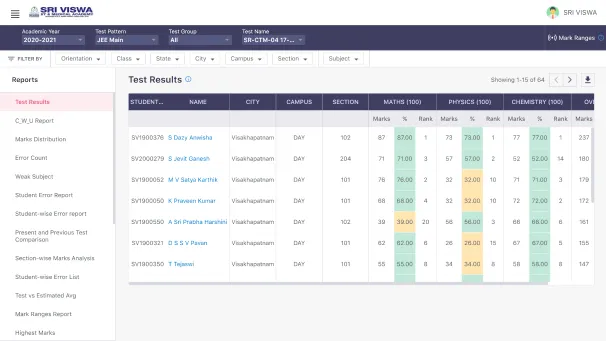 SRI VISWA
IIT & MEDICAL ACADEMY
SRI VISWA
Academic Year
2020-2021
Test Pattern
JEE Main
Test Group
All
Test Name
SR-CTM-04 17-...
Mark Ranges
FILTER BY
Orientation
Class
State
City
Campus
Section
Subject
Reports
Test Results
C_W_U Report
Marks Distribution
Error Count
Weak Subject
Student Error Report
Student-wise Error report
Present and Previous Test
Comparison
Section-wise Marks Analysis
Student-wise Error List
Test vs Estimated Avg
Mark Ranges Report
Highest Marks
Test Results
Showing 1-15 of 64
STUDENT... NAME CITY CAMPUS SECTION MATHS (100) PHYSICS (100) CHEMISTRY (100) OV
Marks % Rank Marks % Rank Marks % Rank Marks
SV1900376 S Dazy Anwisha Visakhapatnam DAY 102 87 87.00 1 73 73.00 1 77 77.00 1 237
SV2000279 S Jevit Ganesh Visakhapatnam DAY 204 71 71.00 3 57 57.00 2 52 52.00 14 180
SV1900052 M V Satya Karthik Visakhapatnam DAY 101 76 76.00 2 32 32.00 10 71 71.00 3 179
SV1900050 K Praveen Kumar Visakhapatnam DAY 101 68 68.00 4 32 32.00 10 72 72.00 2 172
SV1900550 A Sri Prabha Harshini Visakhapatnam DAY 102 39 39.00 20 56 56.00 3 66 66.00 6 161
SV1900321 D S S V Pavan Visakhapatnam DAY 101 62 62.00 6 26 26.00 15 67 67.00 5 155
SV1900350 T Tejaswi Visakhapatnam DAY 101 55 55.00 8 34 34.00 8 58 58.00 8 147